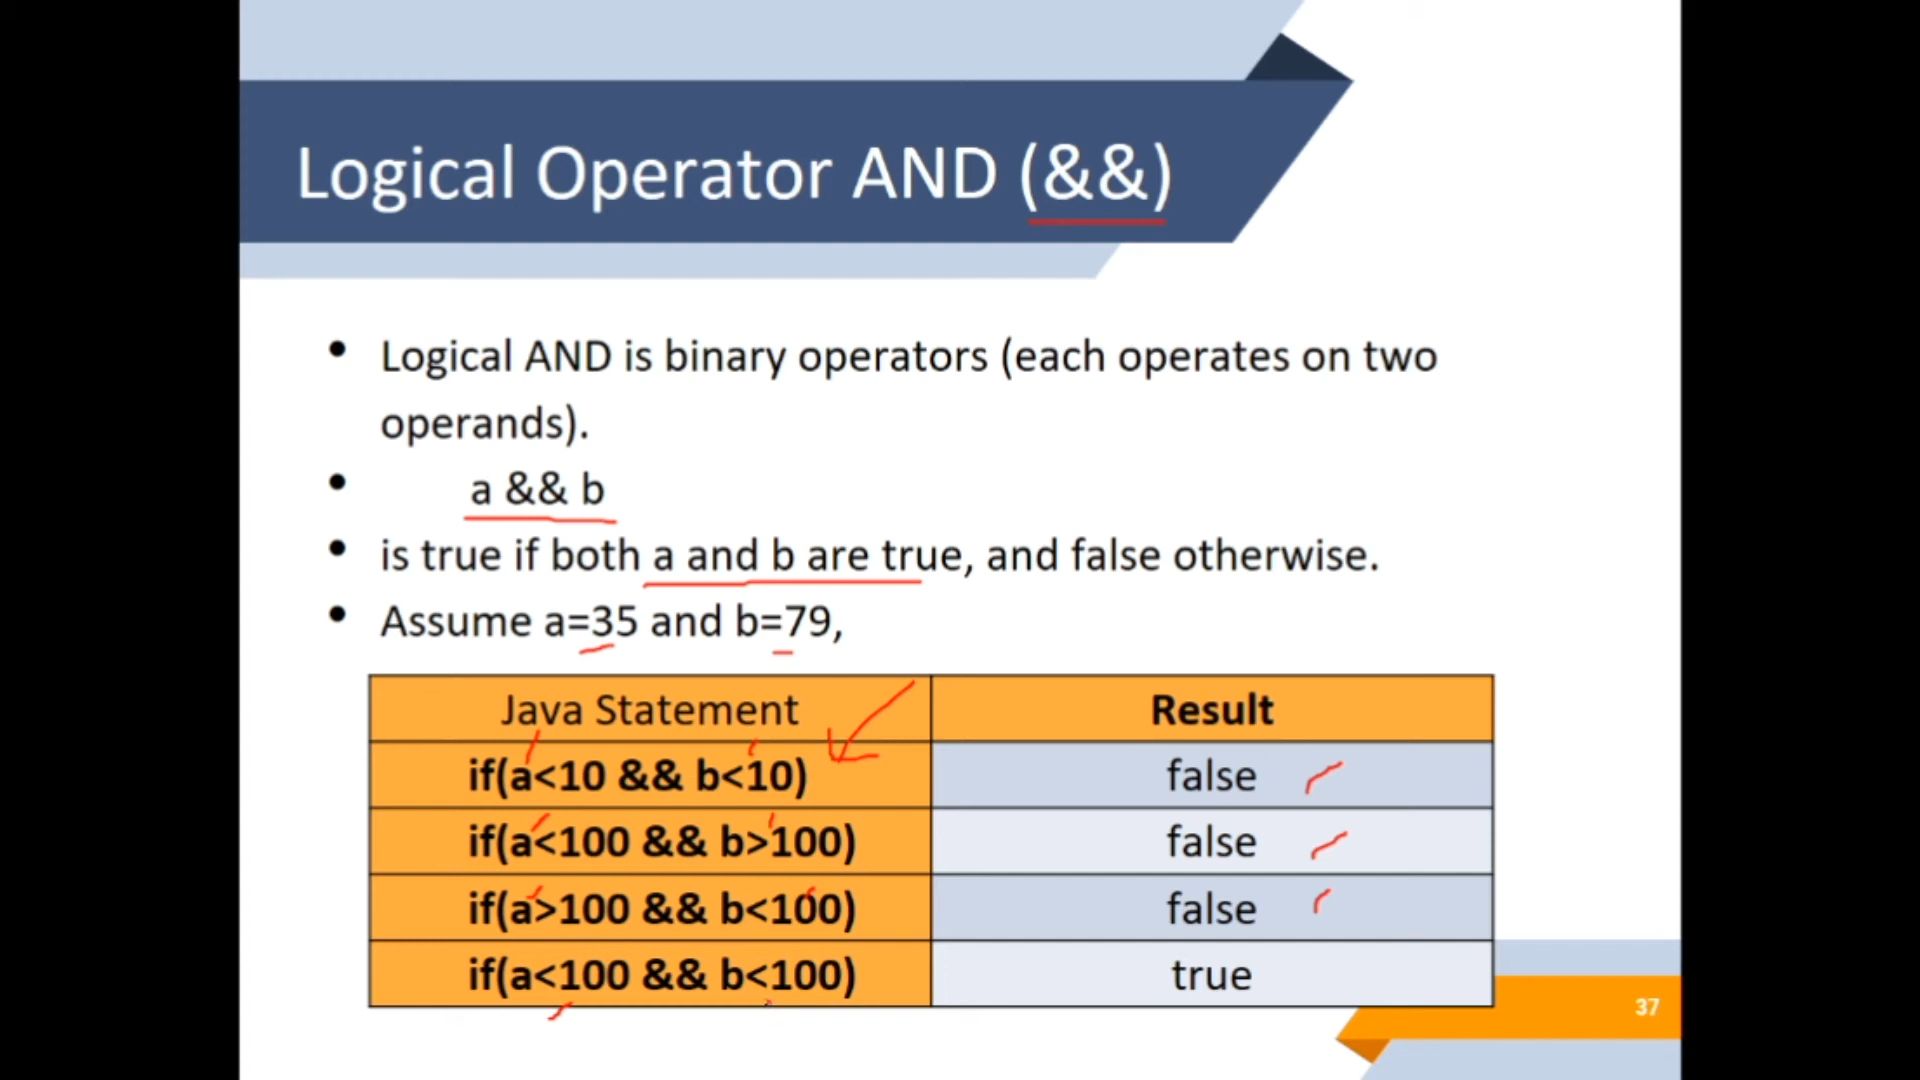 Logical Operator AND (&&)
• Logical AND is binary operators (each operates on two
operands).
• a && b
• is true if both a and b are true, and false otherwise.
• Assume a=35 and b=79,
Java Statement Result
if(a<10 && b<10) false
if(a<100 && b>100) false
if(a>100 && b<100) false
if(a<100 && b<100) true
37